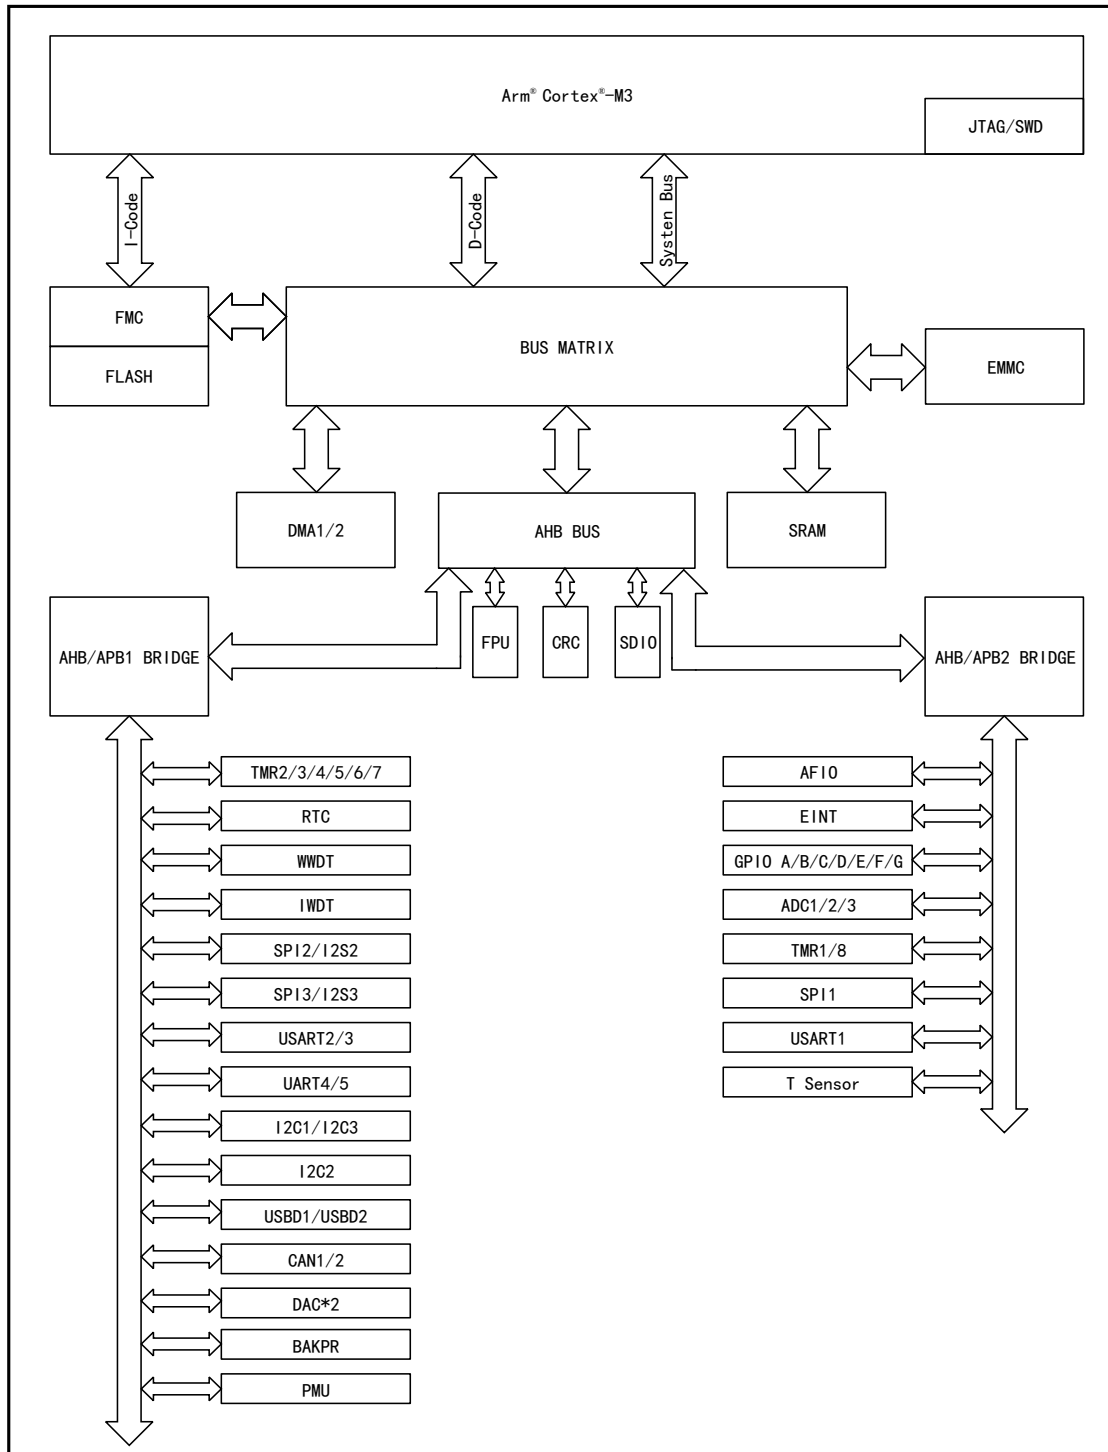 Arm® Cortex®-M3
JTAG/SWD
I-Code
D-Code
Systen Bus
FMC
FLASH
BUS MATRIX
EMMC
DMA1/2
AHB BUS
SRAM
AHB/APB1 BRIDGE
FPU
CRC
SDIO
AHB/APB2 BRIDGE
TMR2/3/4/5/6/7
RTC
WWDT
IWDT
SPI2/I2S2
SPI3/I2S3
USART2/3
UART4/5
I2C1/I2C3
I2C2
USBD1/USBD2
CAN1/2
DAC*2
BAKPR
PMU
AFIO
EINT
GPIO A/B/C/D/E/F/G
ADC1/2/3
TMR1/8
SPI1
USART1
T Sensor